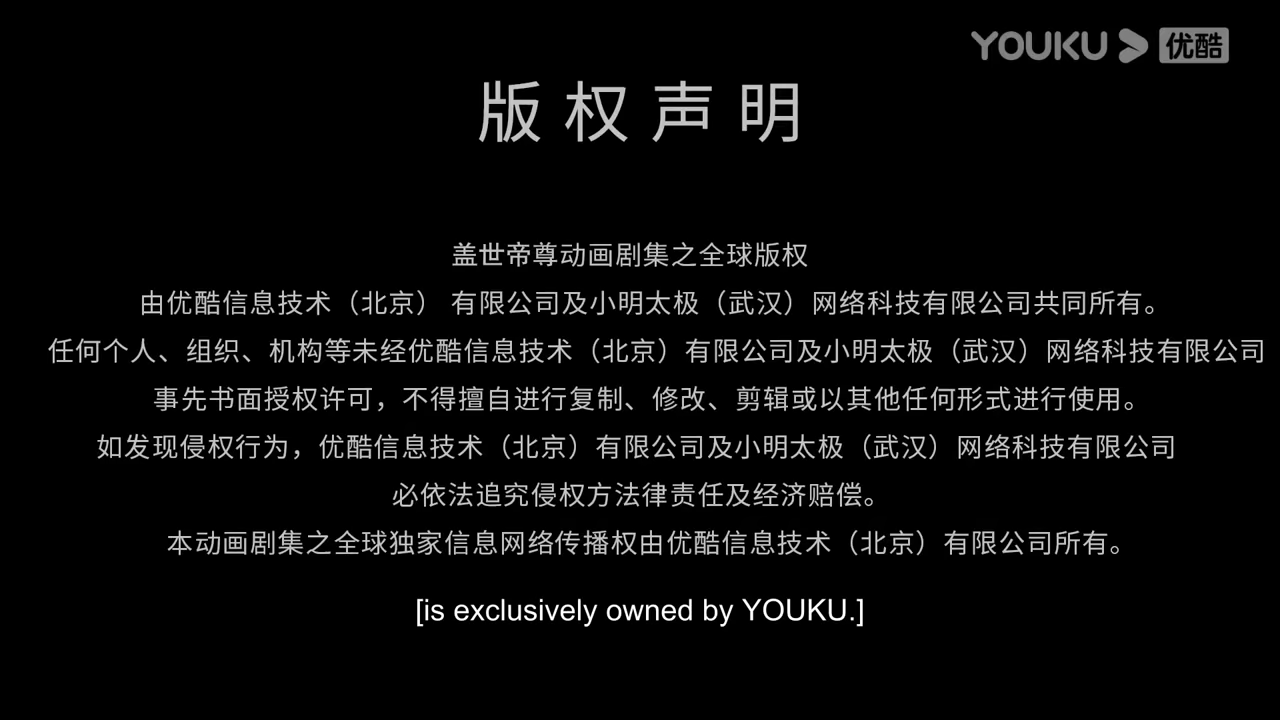 YOUKU 优酷
版权声明
盖世帝尊动画剧集之全球版权
由优酷信息技术（北京） 有限公司及小明太极（武汉）网络科技有限公司共同所有。
任何个人、组织、机构等未经优酷信息技术（北京）有限公司及小明太极（武汉）网络科技有限公司
事先书面授权许可，不得擅自进行复制、修改、剪辑或以其他任何形式进行使用。
如发现侵权行为，优酷信息技术（北京）有限公司及小明太极（武汉）网络科技有限公司
必依法追究侵权方法律责任及经济赔偿。
本动画剧集之全球独家信息网络传播权由优酷信息技术（北京）有限公司所有。
[is exclusively owned by YOUKU.]